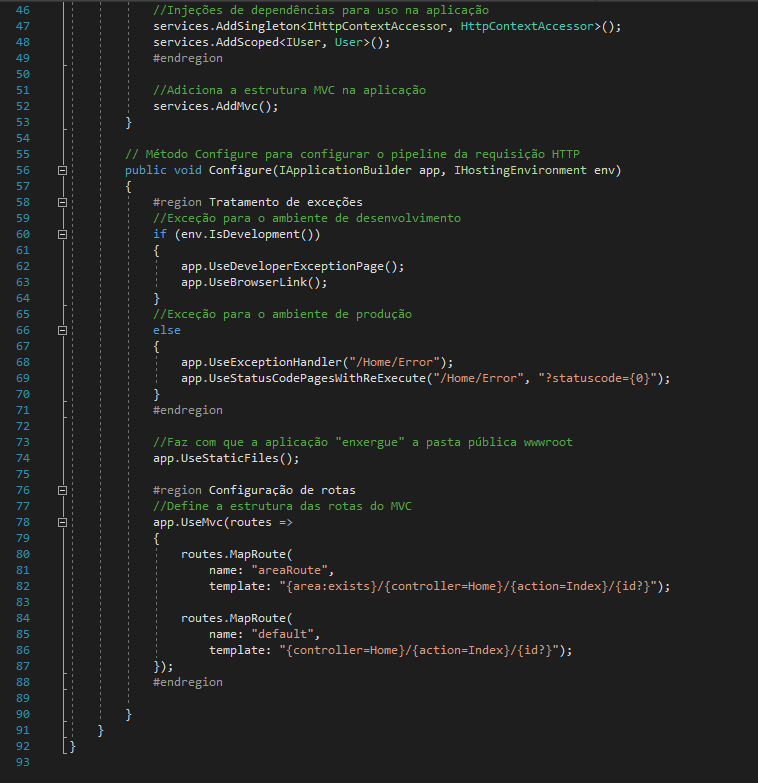 46 //Injeções de dependências para uso na aplicação
47 services.AddSingleton<IHttpContextAccessor, HttpContextAccessor>();
48 services.AddScoped<IUser, User>();
49 #endregion
50
51 //Adiciona a estrutura MVC na aplicação
52 services.AddMvc();
53 }
54
55 // Método Configure para configurar o pipeline da requisição HTTP
56 public void Configure(IApplicationBuilder app, IHostingEnvironment env)
57 {
58 #region Tratamento de exceções
59 //Exceção para o ambiente de desenvolvimento
60 if (env.IsDevelopment())
61 {
62 app.UseDeveloperExceptionPage();
63 app.UseBrowserLink();
64 }
65 //Exceção para o ambiente de produção
66 else
67 {
68 app.UseExceptionHandler("/Home/Error");
69 app.UseStatusCodePagesWithReExecute("/Home/Error", "?statuscode={0}");
70 }
71 #endregion
72
73 //Faz com que a aplicação "enxergue" a pasta pública wwwroot
74 app.UseStaticFiles();
75
76 #region Configuração de rotas
77 //Define a estrutura das rotas do MVC
78 app.UseMvc(routes =>
79 {
80 routes.MapRoute(
81 name: "areaRoute",
82 template: "{area:exists}/{controller=Home}/{action=Index}/{id?}");
83
84 routes.MapRoute(
85 name: "default",
86 template: "{controller=Home}/{action=Index}/{id?}");
87 });
88 #endregion
89
90 }
91 }
92 }
93